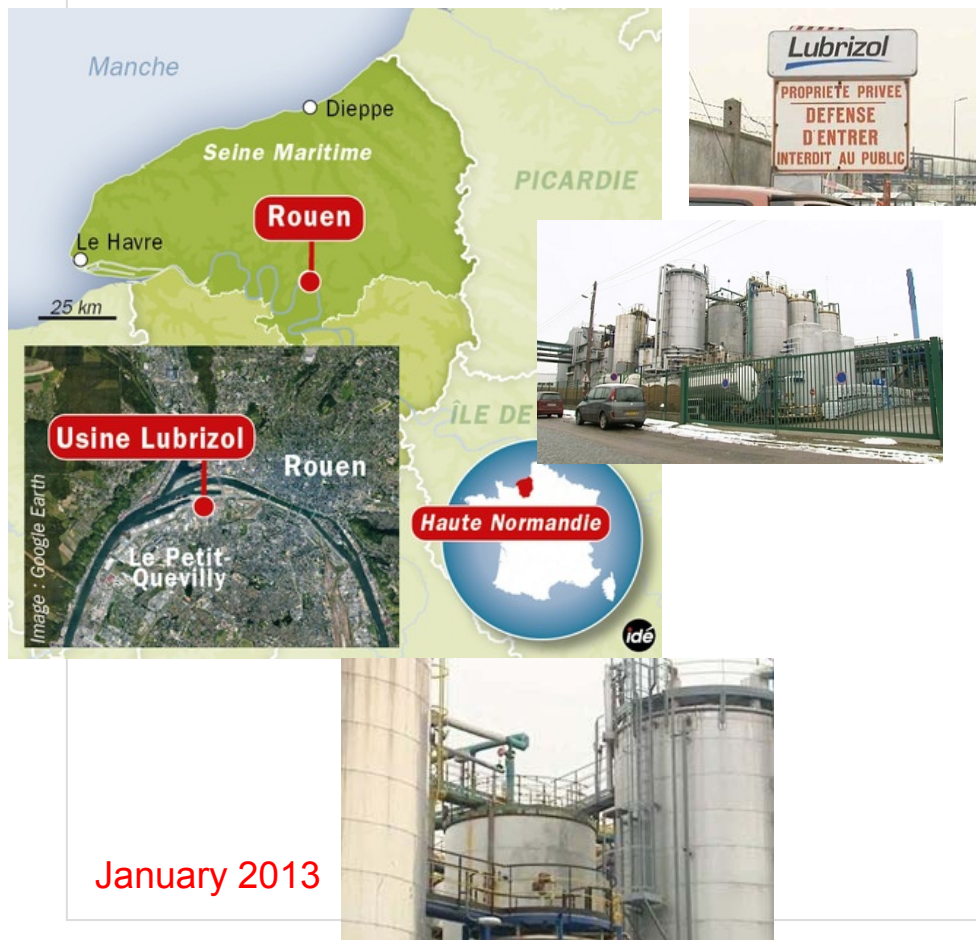 Manche
Dieppe
Seine Maritime
PICARDIE
Rouen
Le Havre
25 km
ÎLE DE
Usine Lubrizol
Rouen
Le Petit-
Quevilly
Image : Google Earth
Haute Normandie
idé
Lubrizol
PROPRIETE PRIVEE
DEFENSE
D'ENTRER
INTERDIT AU PUBLIC
January 2013